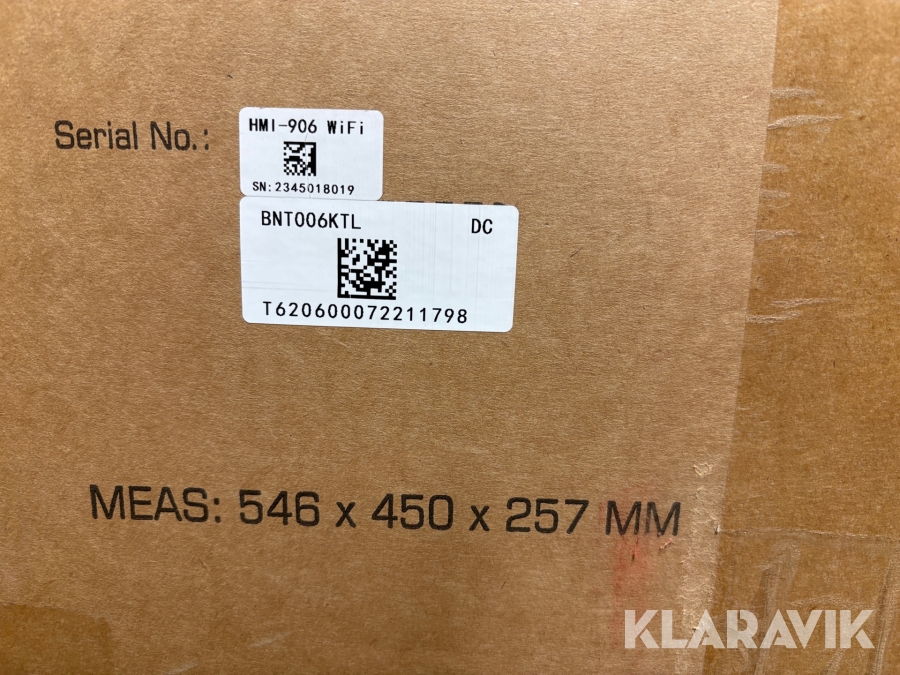 Serial No.:
HMI-906 WiFi
SN:2345018019
BNT006KTL DC
T620600072211798
MEAS: 546 x 450 x 257 MM
KLARAVIK